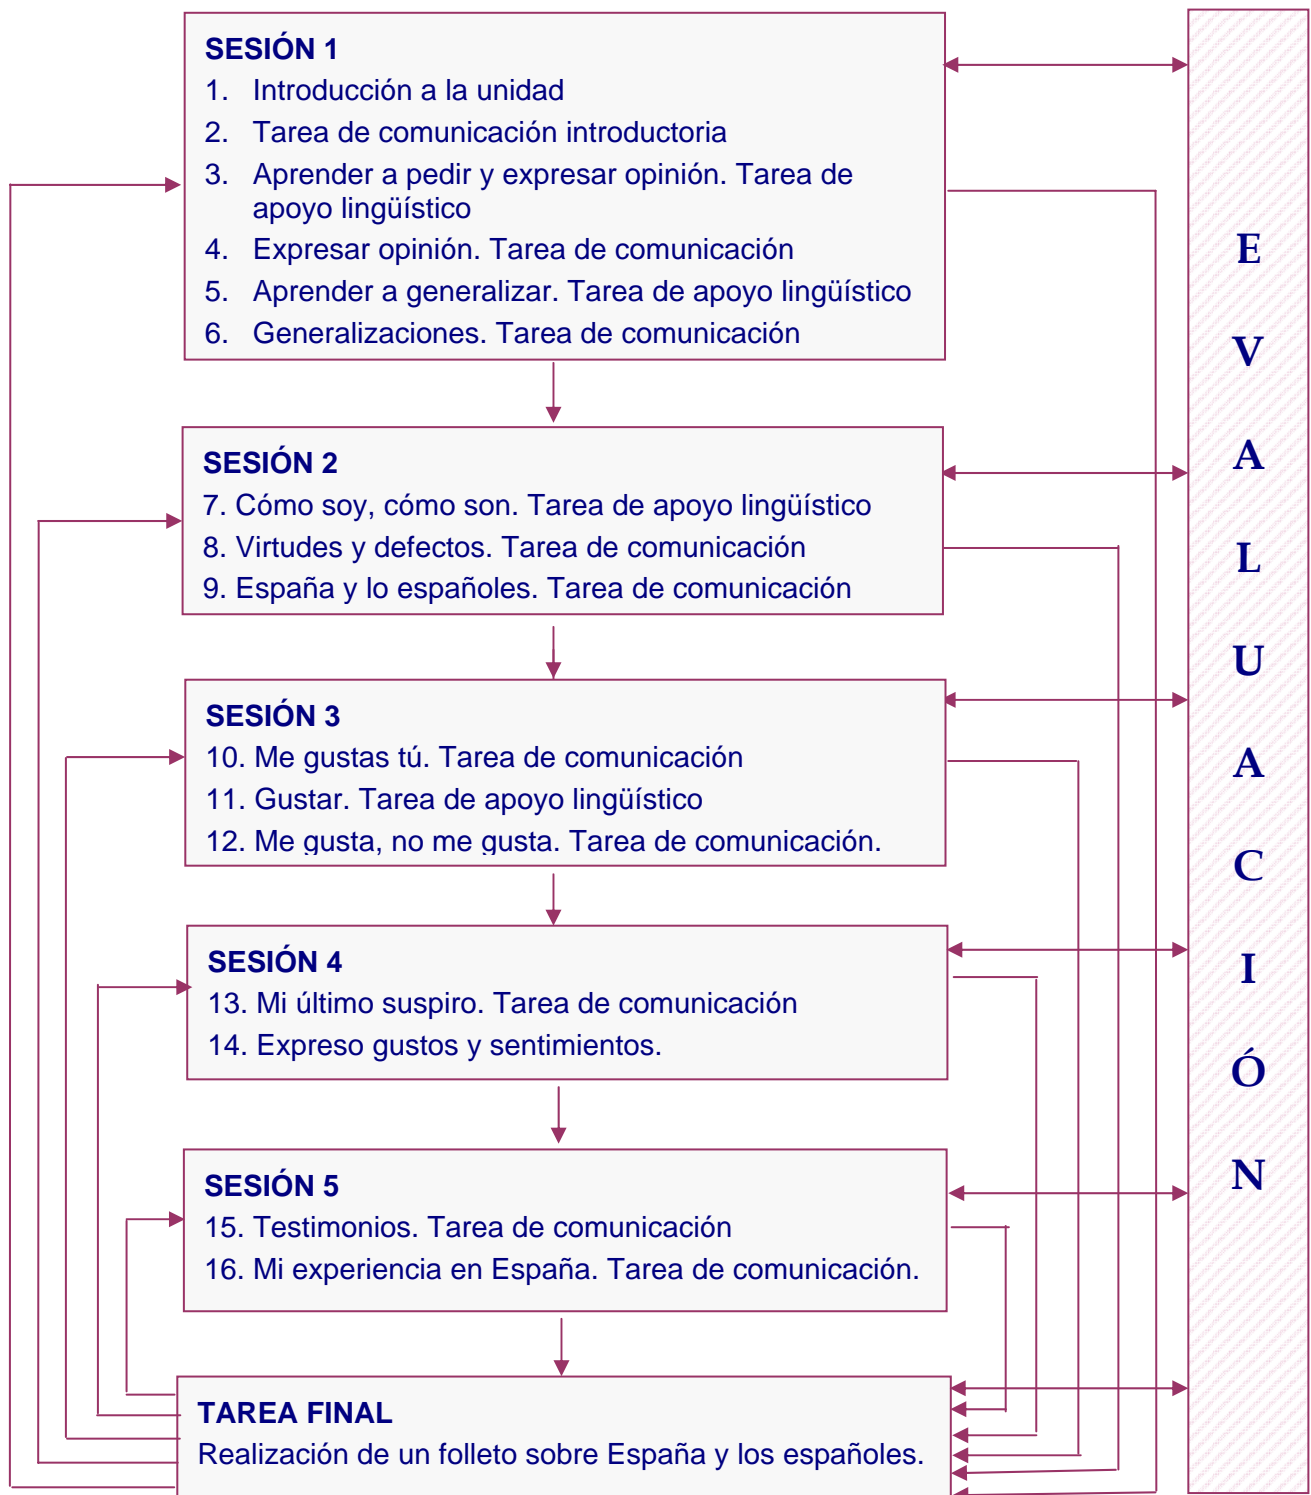 SESIÓN 1
1. Introducción a la unidad
2. Tarea de comunicación introductoria
3. Aprender a pedir y expresar opinión. Tarea de
apoyo lingüístico
4. Expresar opinión. Tarea de comunicación
5. Aprender a generalizar. Tarea de apoyo lingüístico
6. Generalizaciones. Tarea de comunicación
SESIÓN 2
7. Cómo soy, cómo son. Tarea de apoyo lingüístico
8. Virtudes y defectos. Tarea de comunicación
9. España y lo españoles. Tarea de comunicación
SESIÓN 3
10. Me gustas tú. Tarea de comunicación
11. Gustar. Tarea de apoyo lingüístico
12. Me gusta, no me gusta. Tarea de comunicación.
SESIÓN 4
13. Mi último suspiro. Tarea de comunicación
14. Expreso gustos y sentimientos.
SESIÓN 5
15. Testimonios. Tarea de comunicación
16. Mi experiencia en España. Tarea de comunicación.
TAREA FINAL
Realización de un folleto sobre España y los españoles.
E
V
A
L
U
A
C
I
Ó
N